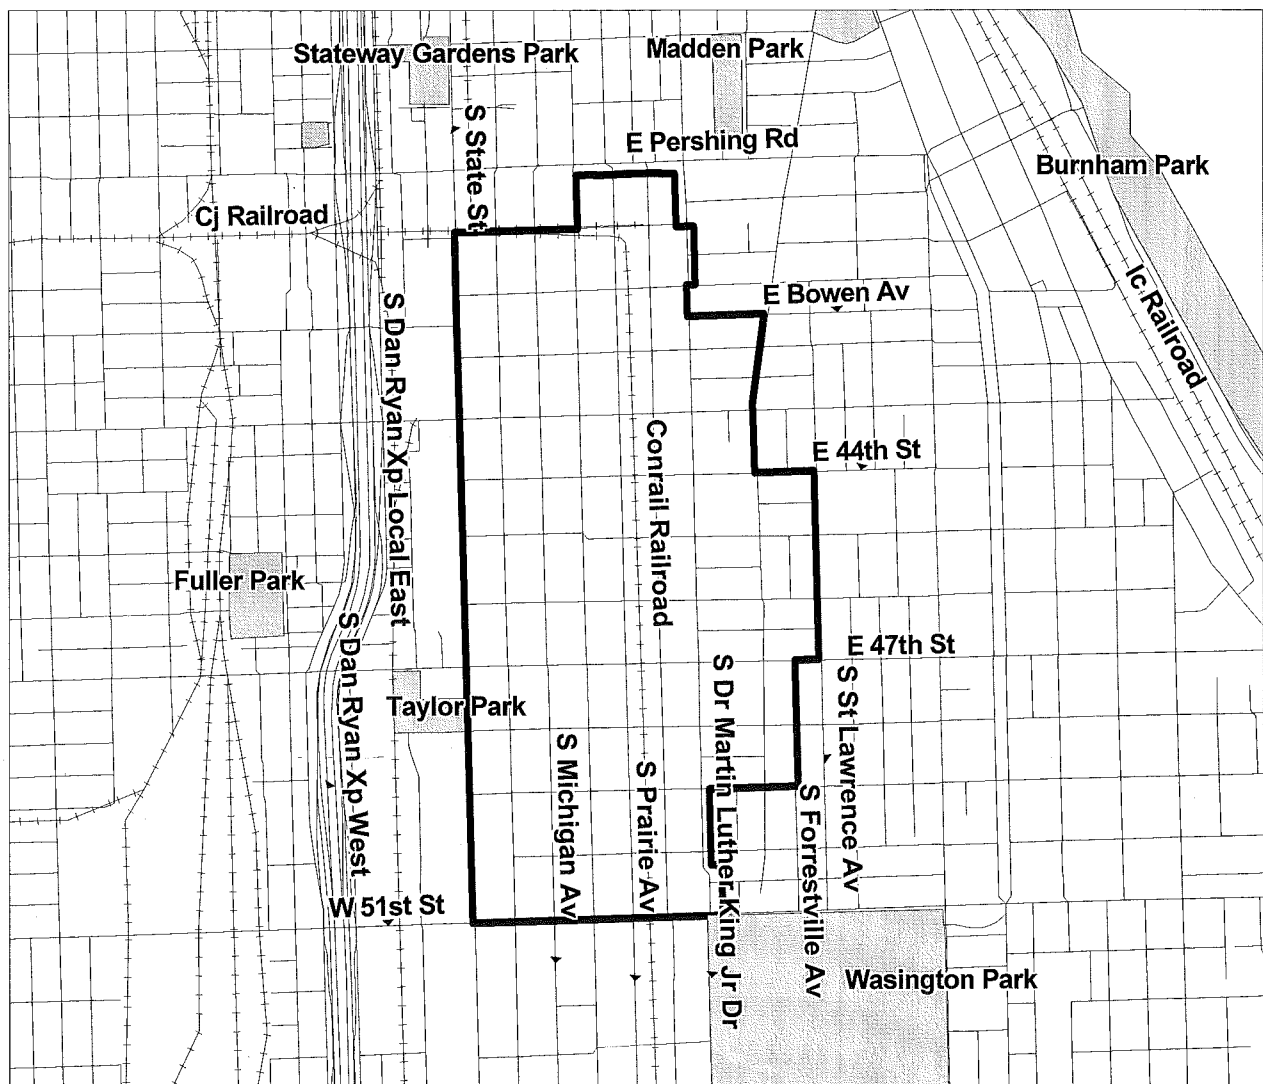 Stateway Gardens Park
Madden Park
S State St
E Pershing Rd
Burnham Park
Cj Railroad
Ic Railroad
E Bowen Av
S Dan Ryan Xp Local East
Conrail Railroad
E 44th St
Fuller Park
S Dan Ryan Xp West
E 47th St
Taylor Park
S Dr Martin Luther King Jr Dr
S St Lawrence Av
S Michigan Av
S Prairie Av
S Forrestville Av
W 51st St
Wasington Park